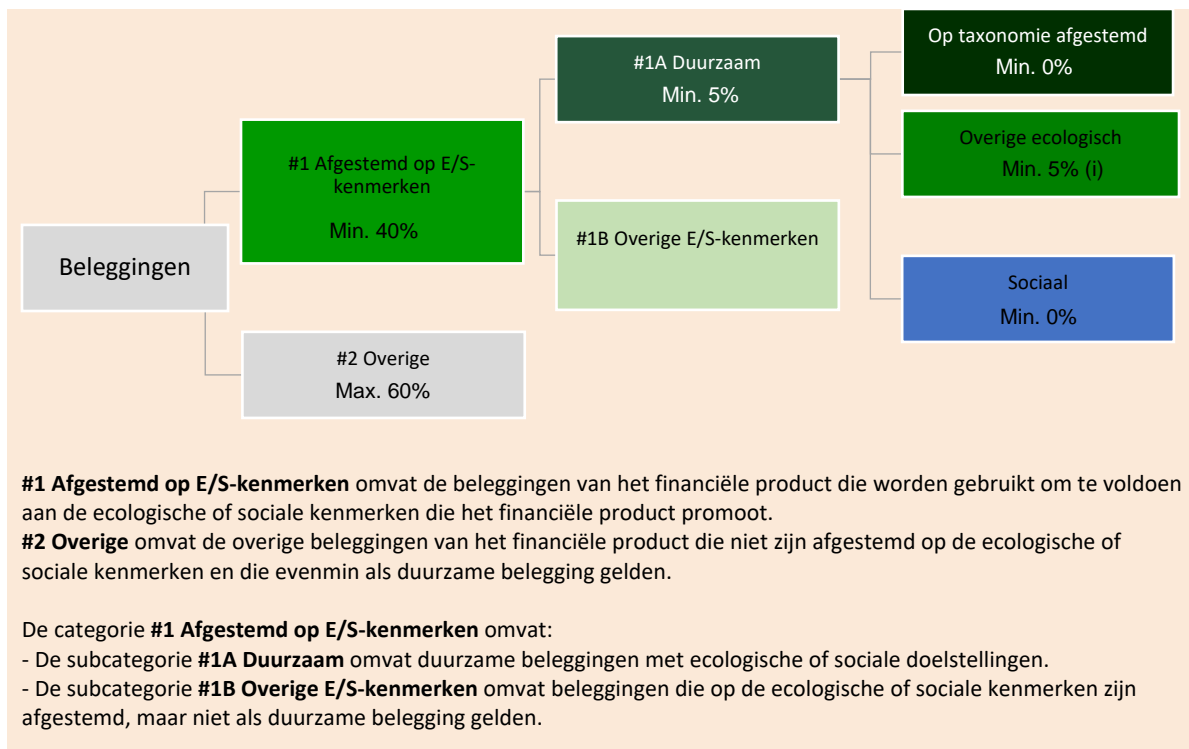 Beleggingen
#1 Afgestemd op E/S-
kenmerken
Min. 40%
#2 Overige
Max. 60%
#1A Duurzaam
Min. 5%
#1B Overige E/S-kenmerken
Op taxonomie afgestemd
Min. 0%
Overige ecologisch
Min. 5% (i)
Sociaal
Min. 0%
#1 Afgestemd op E/S-kenmerken omvat de beleggingen van het financiële product die worden gebruikt om te voldoen
aan de ecologische of sociale kenmerken die het financiële product promoot.
#2 Overige omvat de overige beleggingen van het financiële product die niet zijn afgestemd op de ecologische of
sociale kenmerken en die evenmin als duurzame belegging gelden.
De categorie #1 Afgestemd op E/S-kenmerken omvat:
- De subcategorie #1A Duurzaam omvat duurzame beleggingen met ecologische of sociale doelstellingen.
- De subcategorie #1B Overige E/S-kenmerken omvat beleggingen die op de ecologische of sociale kenmerken zijn
afgestemd, maar niet als duurzame belegging gelden.